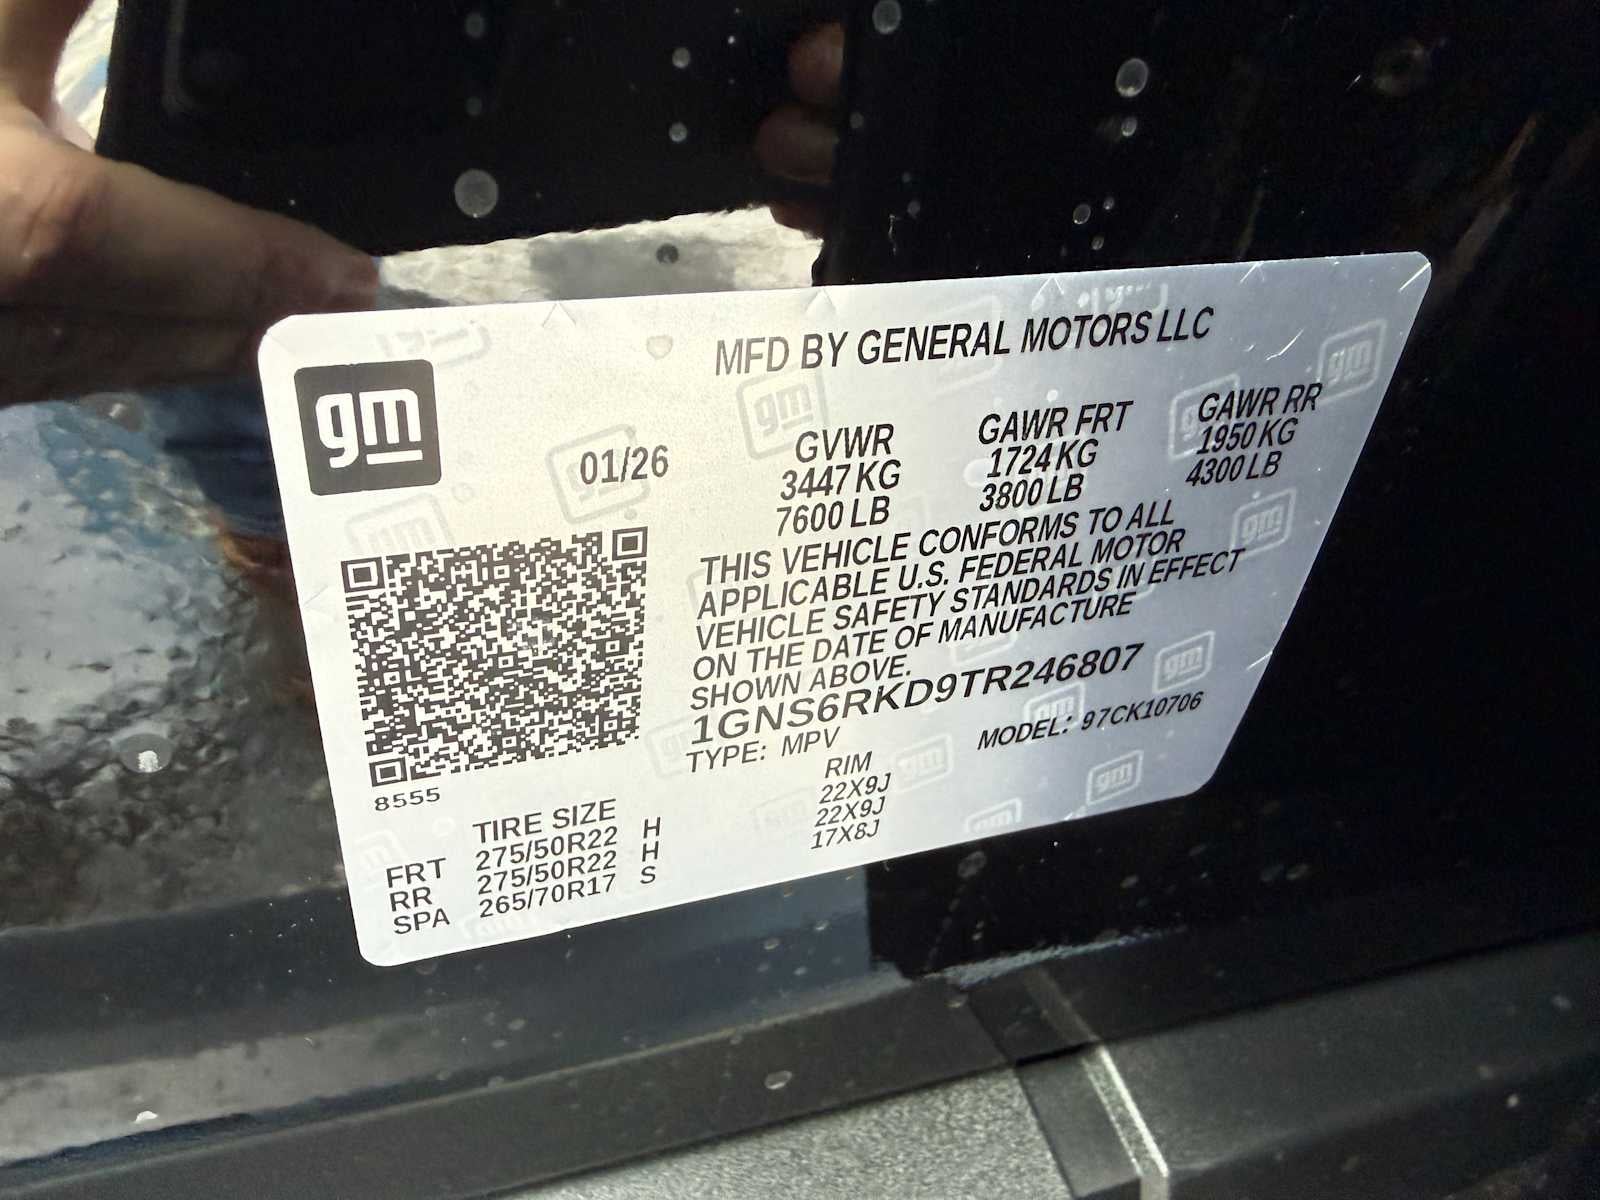 MFD BY GENERAL MOTORS LLC
gm
01/26
GVWR GAWR FRT GAWR RR
3447 KG 1724 KG 1950 KG
7600 LB 3800 LB 4300 LB
THIS VEHICLE CONFORMS TO ALL
APPLICABLE U.S. FEDERAL MOTOR
VEHICLE SAFETY STANDARDS IN EFFECT
ON THE DATE OF MANUFACTURE
SHOWN ABOVE.
1GNS6RKD9TR246807
TYPE: MPV MODEL: 97CK10706
8555
TIRE SIZE RIM
FRT 275/50R22 H 22X9J
RR 275/50R22 H 22X9J
SPA 265/70R17 S 17X8J